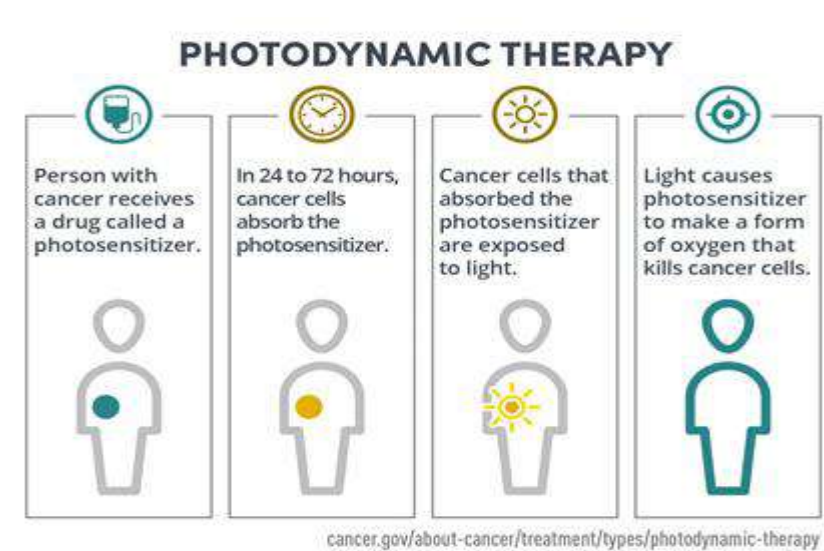 PHOTODYNAMIC THERAPY
Person with
cancer receives
a drug called a
photosensitizer.
In 24 to 72 hours,
cancer cells
absorb the
photosensitizer.
Cancer cells that
absorbed the
photosensitizer
are exposed
to light.
Light causes
photosensitizer
to make a form
of oxygen that
kills cancer cells.
cancer.gov/about-cancer/treatment/types/photodynamic-therapy